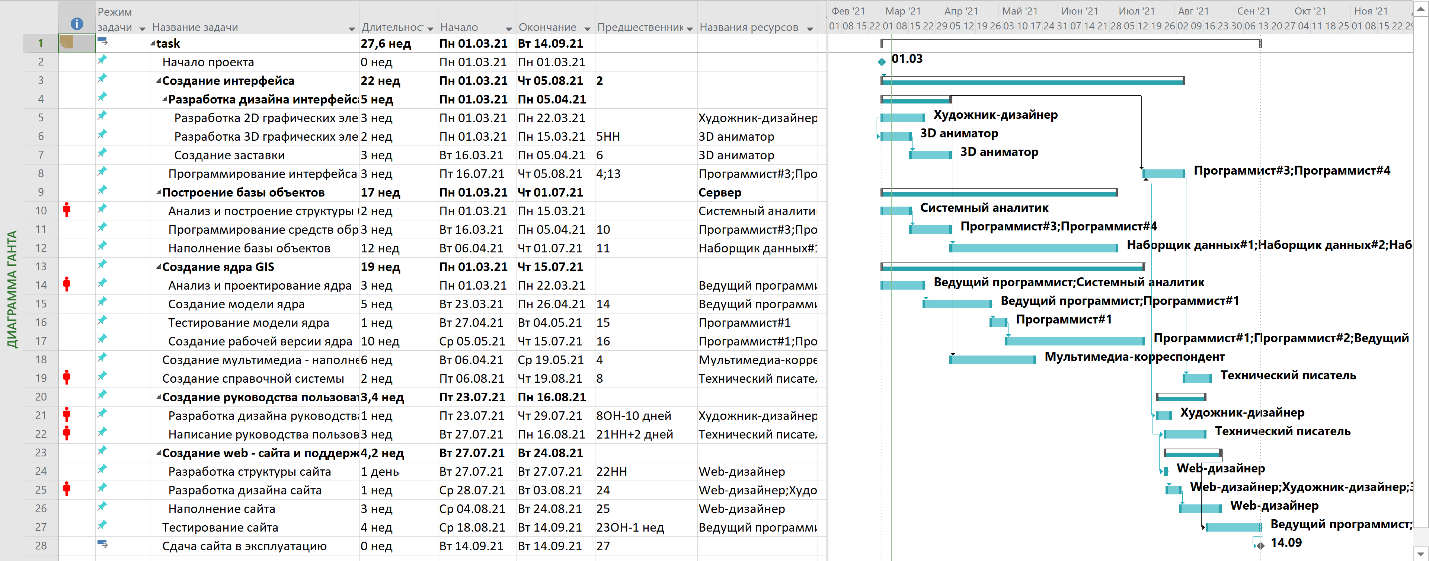 ДИАГРАММА ГАНТА
Режим задачи Название задачи Длительнос Начало Окончание Предшественник Названия ресурсов
Фев '21 Мар '21 Апр '21 Май '21 Июн '21 Июл '21 Авг '21 Сен '21 Окт '21 Ноя '21
1 task 27,6 нед Пн 01.03.21 Вт 14.09.21
2 Начало проекта 0 нед Пн 01.03.21 Пн 01.03.21 01.03
3 Создание интерфейса 22 нед Пн 01.03.21 Чт 05.08.21 2
4 Разработка дизайна интерфейс 5 нед Пн 01.03.21 Пн 05.04.21
5 Разработка 2D графических эле 3 нед Пн 01.03.21 Пн 22.03.21 Художник-дизайнер Художник-дизайнер
6 Разработка 3D графических эле 2 нед Пн 01.03.21 Пн 15.03.21 5НН 3D аниматор 3D аниматор
7 Создание заставки 3 нед Вт 16.03.21 Пн 05.04.21 6 3D аниматор 3D аниматор
8 Программирование интерфейса 3 нед Пт 16.07.21 Чт 05.08.21 4;13 Программист#3;Про Программист#3;Программист#4
9 Построение базы объектов 17 нед Пн 01.03.21 Чт 01.07.21 Сервер
10 Анализ и построение структуры 2 нед Пн 01.03.21 Пн 15.03.21 Системный аналити Системный аналитик
11 Программирование средств обр 3 нед Вт 16.03.21 Пн 05.04.21 10 Программист#3;Про Программист#3;Программист#4
12 Наполнение базы объектов 12 нед Вт 06.04.21 Чт 01.07.21 11 Наборщик данных#1 Наборщик данных#1;Наборщик данных#2;Наб
13 Создание ядра GIS 19 нед Пн 01.03.21 Чт 15.07.21
14 Анализ и проектирование ядра 3 нед Пн 01.03.21 Пн 22.03.21 Ведущий программи Ведущий программист;Системный аналитик
15 Создание модели ядра 5 нед Вт 23.03.21 Пн 26.04.21 14 Ведущий программи Ведущий программист;Программист#1
16 Тестирование модели ядра 1 нед Вт 27.04.21 Вт 04.05.21 15 Программист#1 Программист#1
17 Создание рабочей версии ядра 10 нед Ср 05.05.21 Чт 15.07.21 16 Программист#1;Про Программист#1;Программист#2;Ведущий
18 Создание мультимедиа - наполне 6 нед Вт 06.04.21 Ср 19.05.21 4 Мультимедиа-корре Мультимедиа-корреспондент
19 Создание справочной системы 2 нед Пт 06.08.21 Чт 19.08.21 8 Технический писател Технический писатель
20 Создание руководства пользоват 3,4 нед Пт 23.07.21 Пн 16.08.21
21 Разработка дизайна руководства 1 нед Пт 23.07.21 Чт 29.07.21 8ОН-10 дней Художник-дизайнер Художник-дизайнер
22 Написание руководства пользов 3 нед Вт 27.07.21 Пн 16.08.21 21НН+2 дней Технический писател Технический писатель
23 Создание web - сайта и поддерж 4,2 нед Вт 27.07.21 Вт 24.08.21
24 Разработка структуры сайта 1 день Вт 27.07.21 Вт 27.07.21 22НН Web-дизайнер Web-дизайнер
25 Разработка дизайна сайта 1 нед Ср 28.07.21 Вт 03.08.21 24 Web-дизайнер;Худо Web-дизайнер;Художник-дизайнер;3
26 Наполнение сайта 3 нед Ср 04.08.21 Вт 24.08.21 25 Web-дизайнер Web-дизайнер
27 Тестирование сайта 4 нед Ср 18.08.21 Вт 14.09.21 23ОН-1 нед Ведущий программи Ведущий программист;
28 Сдача сайта в эксплуатацию 0 нед Вт 14.09.21 Вт 14.09.21 27 14.09